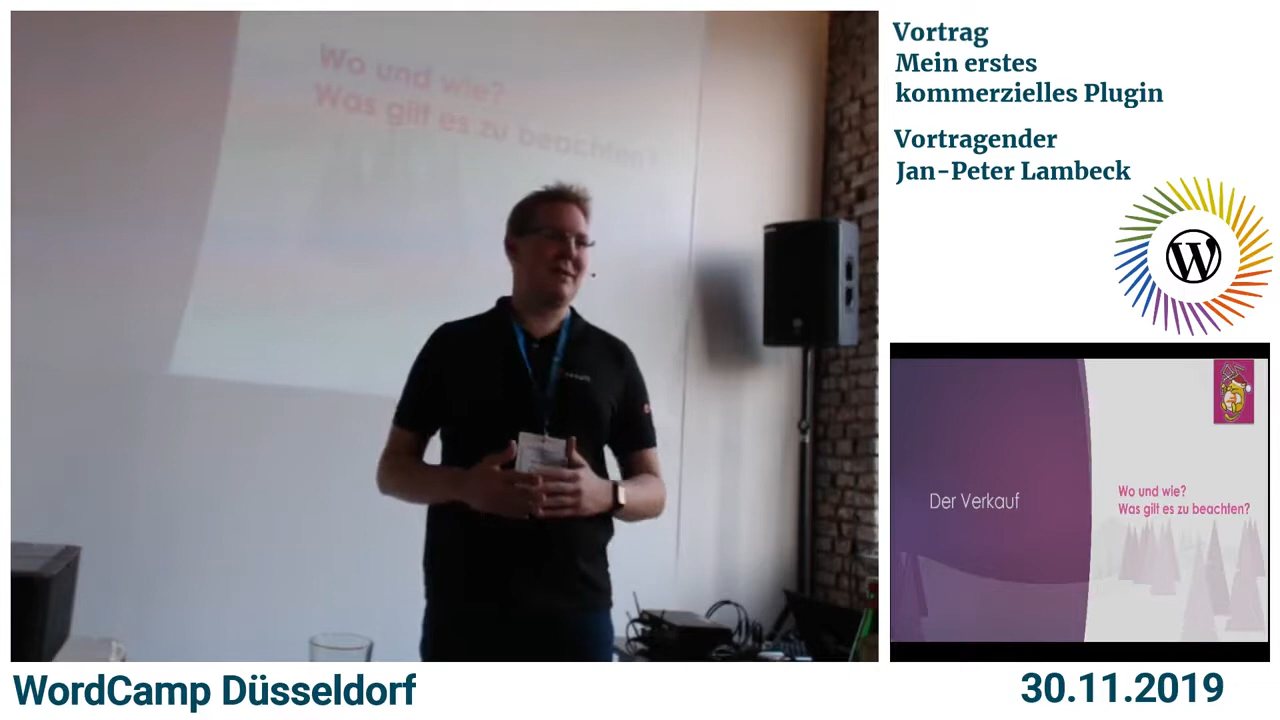 Wo und wie?
Was gilt es zu beachten?
Vortrag
Mein erstes
kommerzielles Plugin
Vortragender
Jan-Peter Lambeck
W
Der Verkauf
Wo und wie?
Was gilt es zu beachten?
WordCamp Düsseldorf
30.11.2019